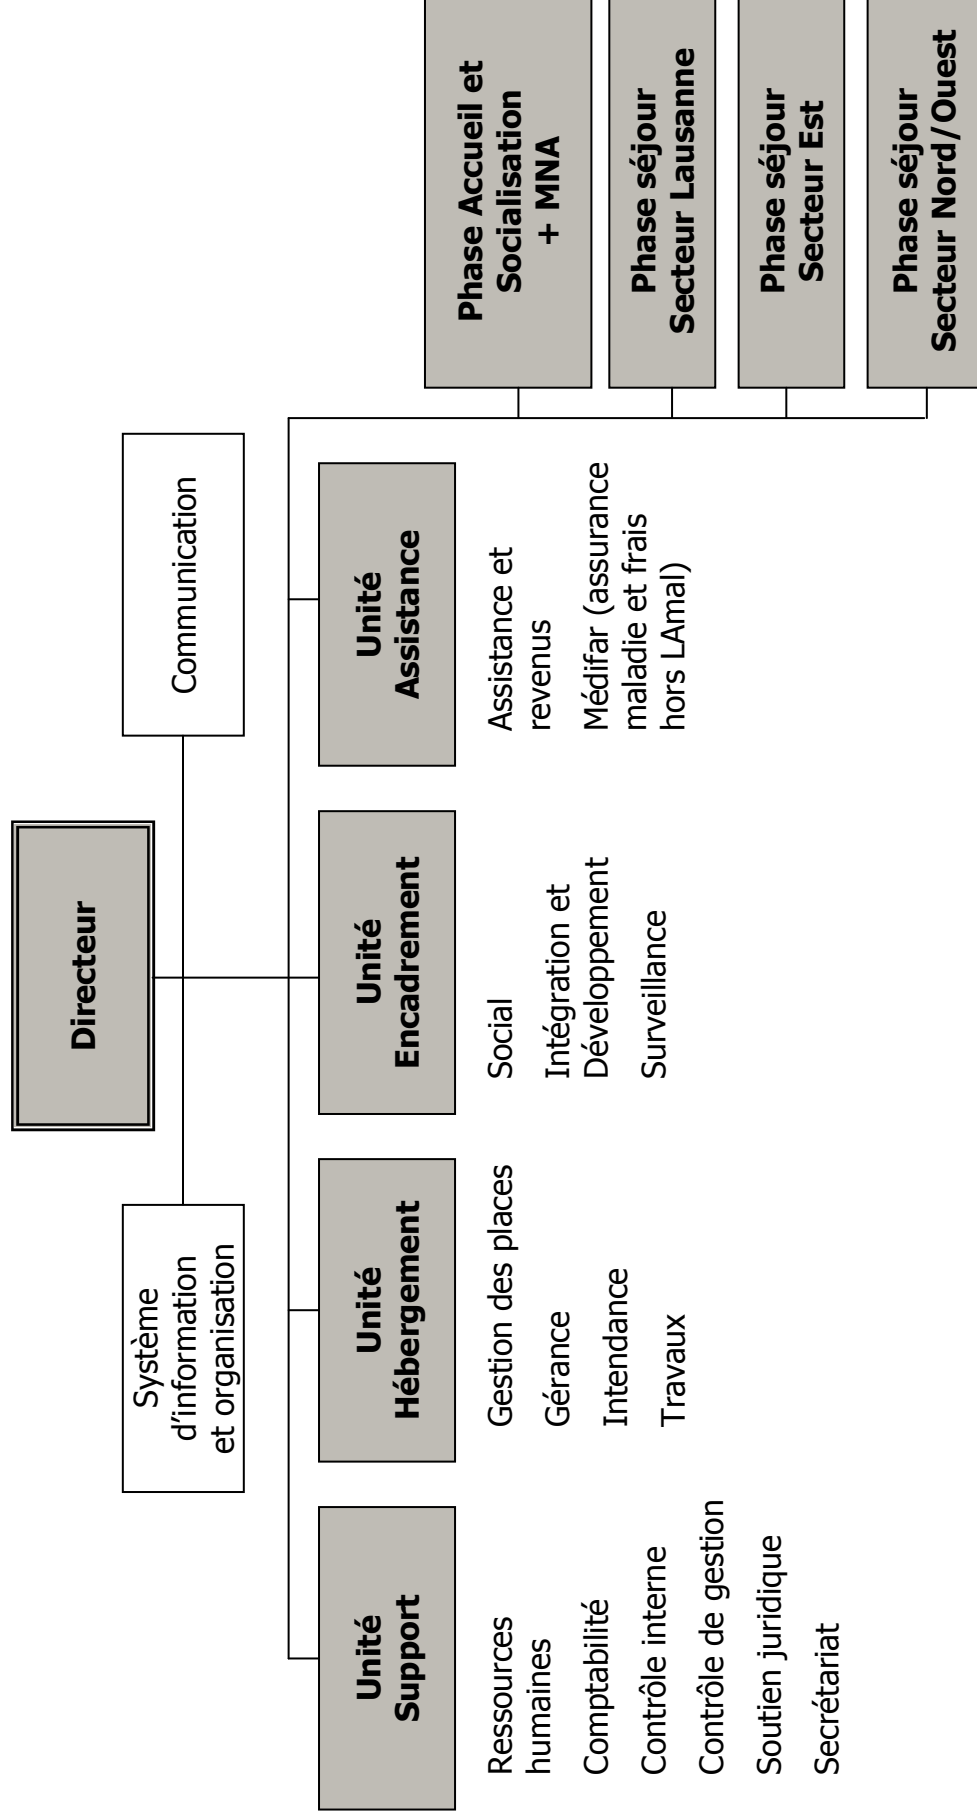 Directeur
Système
d’information
et organisation
Communication
Unité
Support
Ressources
humaines
Comptabilité
Contrôle interne
Contrôle de gestion
Soutien juridique
Secrétariat
Unité
Hébergement
Gestion des places
Gérance
Intendance
Travaux
Unité
Encadrement
Social
Intégration et
Développement
Surveillance
Unité
Assistance
Assistance et
revenus
Médifar (assurance
maladie et frais
hors LAmal)
Phase Accueil et
Socialisation
+ MNA
Phase séjour
Secteur Lausanne
Phase séjour
Secteur Est
Phase séjour
Secteur Nord/Ouest